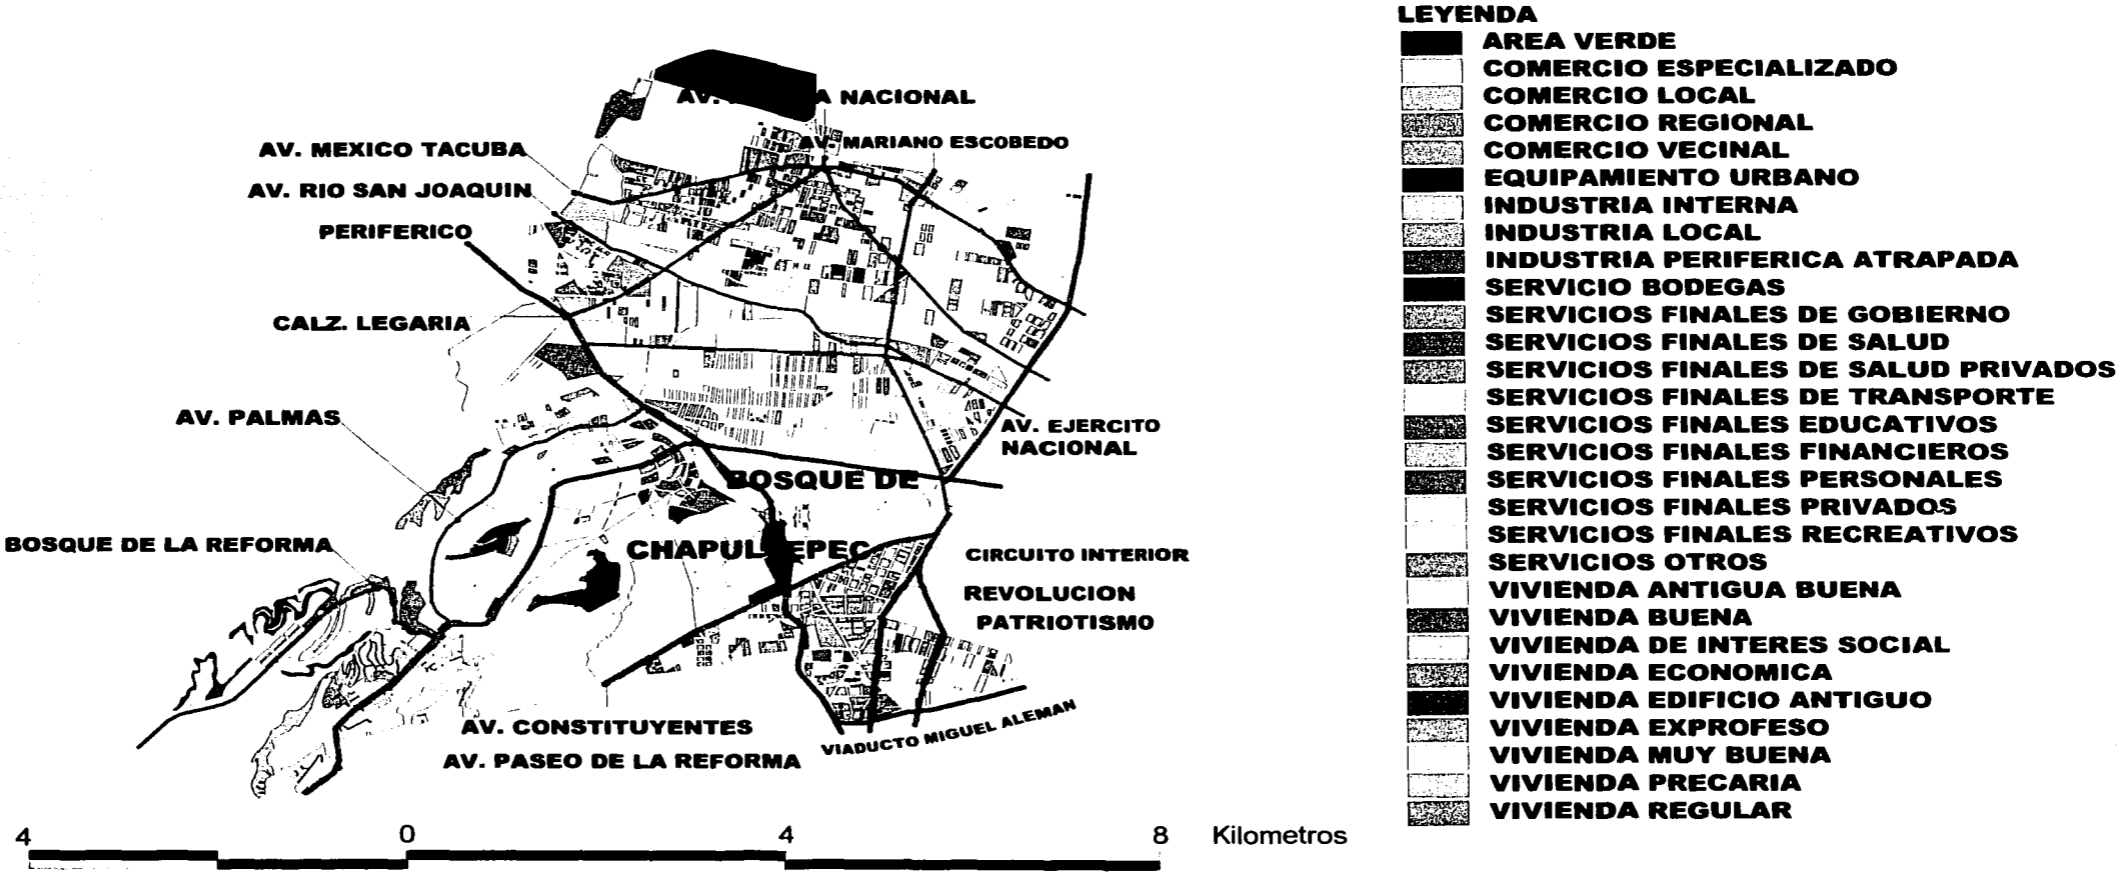 AV. A NACIONAL
AV. MARIANO ESCOBEDO
AV. MEXICO TACUBA
AV. RIO SAN JOAQUIN
PERIFERICO
CALZ. LEGARIA
AV. PALMAS
AV. EJERCITO
NACIONAL
BOSQUE DE
CHAPULTEPEC
BOSQUE DE LA REFORMA
CIRCUITO INTERIOR
REVOLUCION
PATRIOTISMO
AV. CONSTITUYENTES
VIADUCTO MIGUEL ALEMAN
AV. PASEO DE LA REFORMA
4 0 4 8 Kilometros
LEYENDA
AREA VERDE
COMERCIO ESPECIALIZADO
COMERCIO LOCAL
COMERCIO REGIONAL
COMERCIO VECINAL
EQUIPAMIENTO URBANO
INDUSTRIA INTERNA
INDUSTRIA LOCAL
INDUSTRIA PERIFERICA ATRAPADA
SERVICIO BODEGAS
SERVICIOS FINALES DE GOBIERNO
SERVICIOS FINALES DE SALUD
SERVICIOS FINALES DE SALUD PRIVADOS
SERVICIOS FINALES DE TRANSPORTE
SERVICIOS FINALES EDUCATIVOS
SERVICIOS FINALES FINANCIEROS
SERVICIOS FINALES PERSONALES
SERVICIOS FINALES PRIVADOS
SERVICIOS FINALES RECREATIVOS
SERVICIOS OTROS
VIVIENDA ANTIGUA BUENA
VIVIENDA BUENA
VIVIENDA DE INTERES SOCIAL
VIVIENDA ECONOMICA
VIVIENDA EDIFICIO ANTIGUO
VIVIENDA EXPROFESO
VIVIENDA MUY BUENA
VIVIENDA PRECARIA
VIVIENDA REGULAR